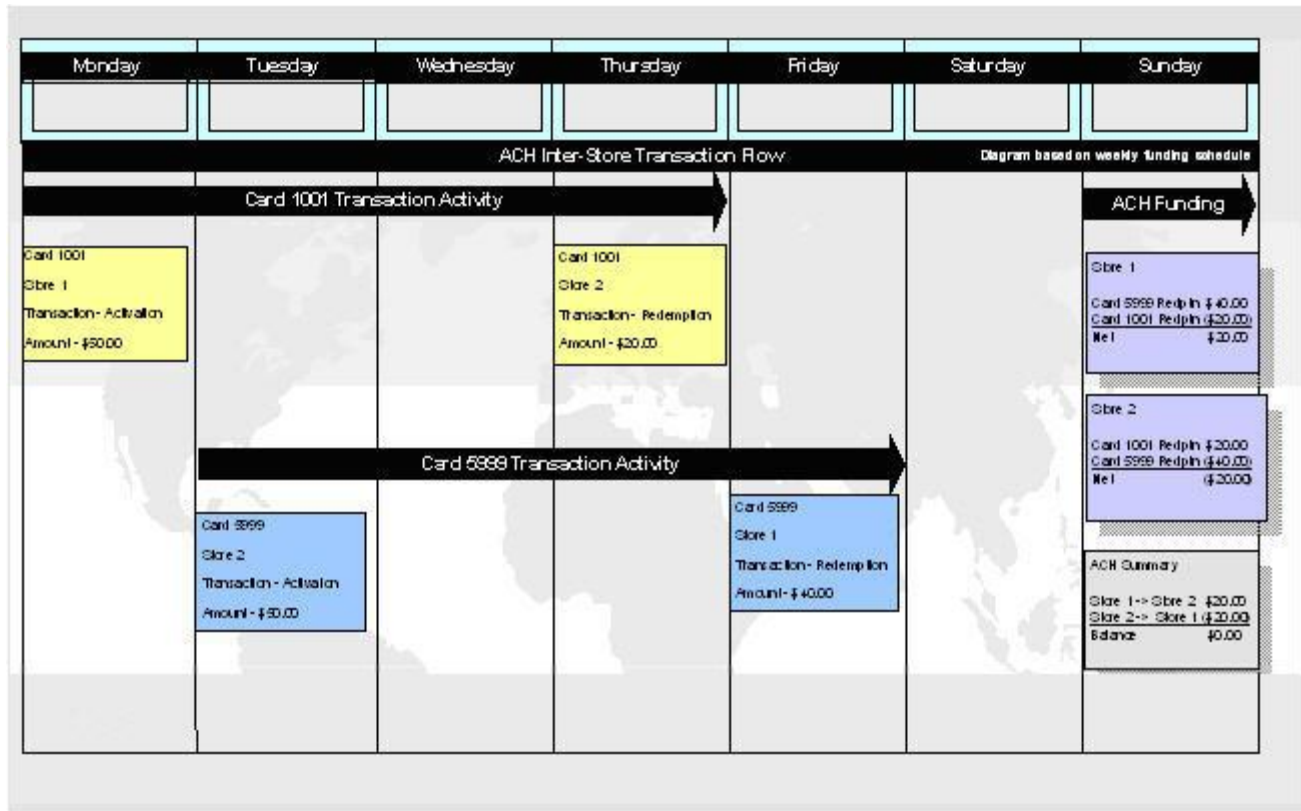 Monday
Tuesday
Wednesday
Thursday
Friday
Saturday
Sunday
ACH Inter-Store Transaction Flow
Diagram based on weekly funding schedule
Card 1001 Transaction Activity
ACH Funding
Card 1001
Store 1
Transaction - Activation
Amount - $50.00
Card 1001
Store 2
Transaction - Redemption
Amount - $20.00
Store 1
Card 5999 Redptn $40.00
Card 1001 Redptn ($20.00)
Net $20.00
Store 2
Card 1001 Redptn $20.00
Card 5999 Redptn ($40.00)
Net ($20.00)
Card 5999 Transaction Activity
Card 5999
Store 2
Transaction - Activation
Amount - $50.00
Card 5999
Store 1
Transaction - Redemption
Amount - $40.00
ACH Summary
Store 1-> Store 2 $20.00
Store 2-> Store 1 ($20.00)
Balance $0.00